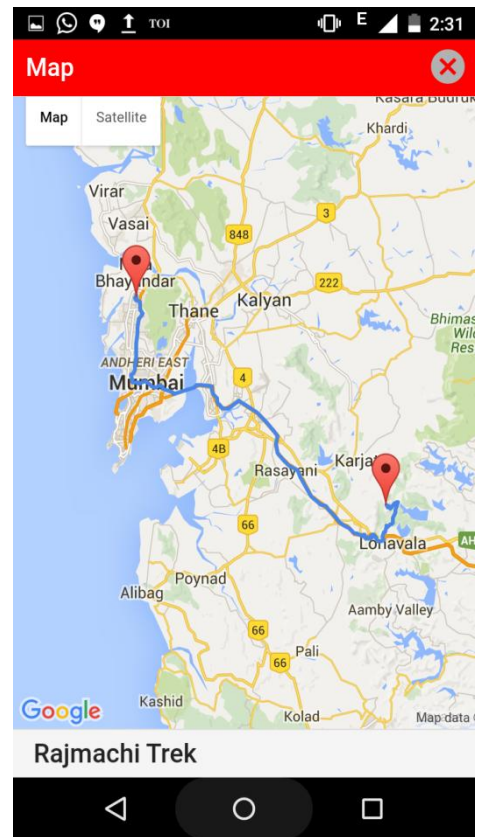 TOI E 2:31
Map
Map Satellite
Kasara Budruk
Khardi
Virar
3
Vasai
848
Mira
Bhayandar
222
Kalyan
Thane
Bhimas
Wild
Res
ANDHERI EAST
Mumbai
4
4B
Karjat
Rasayani
66
Lonavala
AH
Poynad
Alibag
Aamby Valley
66
Pali
66
Kashid
Google
Kolad
Map data
Rajmachi Trek